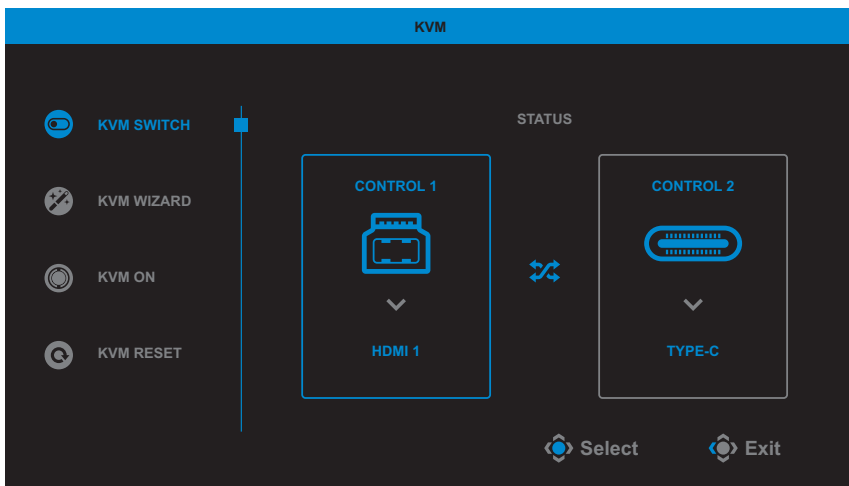 KVM
KVM SWITCH
KVM WIZARD
KVM ON
KVM RESET
STATUS
CONTROL 1
HDMI 1
CONTROL 2
TYPE-C
Select
Exit